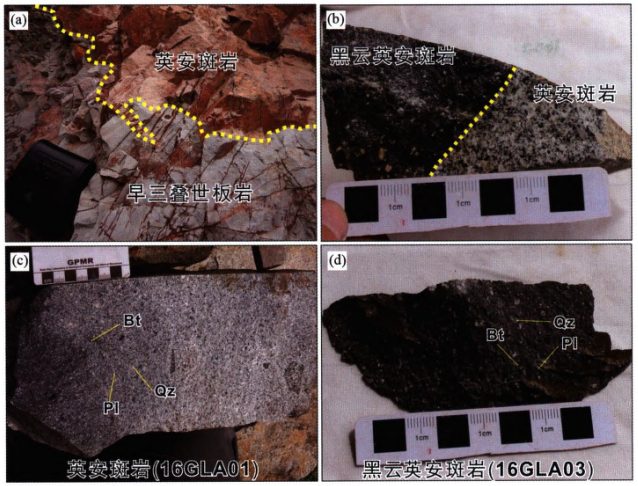 (a)
英安斑岩
早三叠世板岩
(b)
黑云英安斑岩
英安斑岩
1cm
1cm
1cm
(c)
GPMR
Bt
Pl
Qz
英安斑岩(16GLA01)
(d)
Qz
Bt
Pl
1cm
1cm
1cm
黑云英安斑岩(16GLA03)